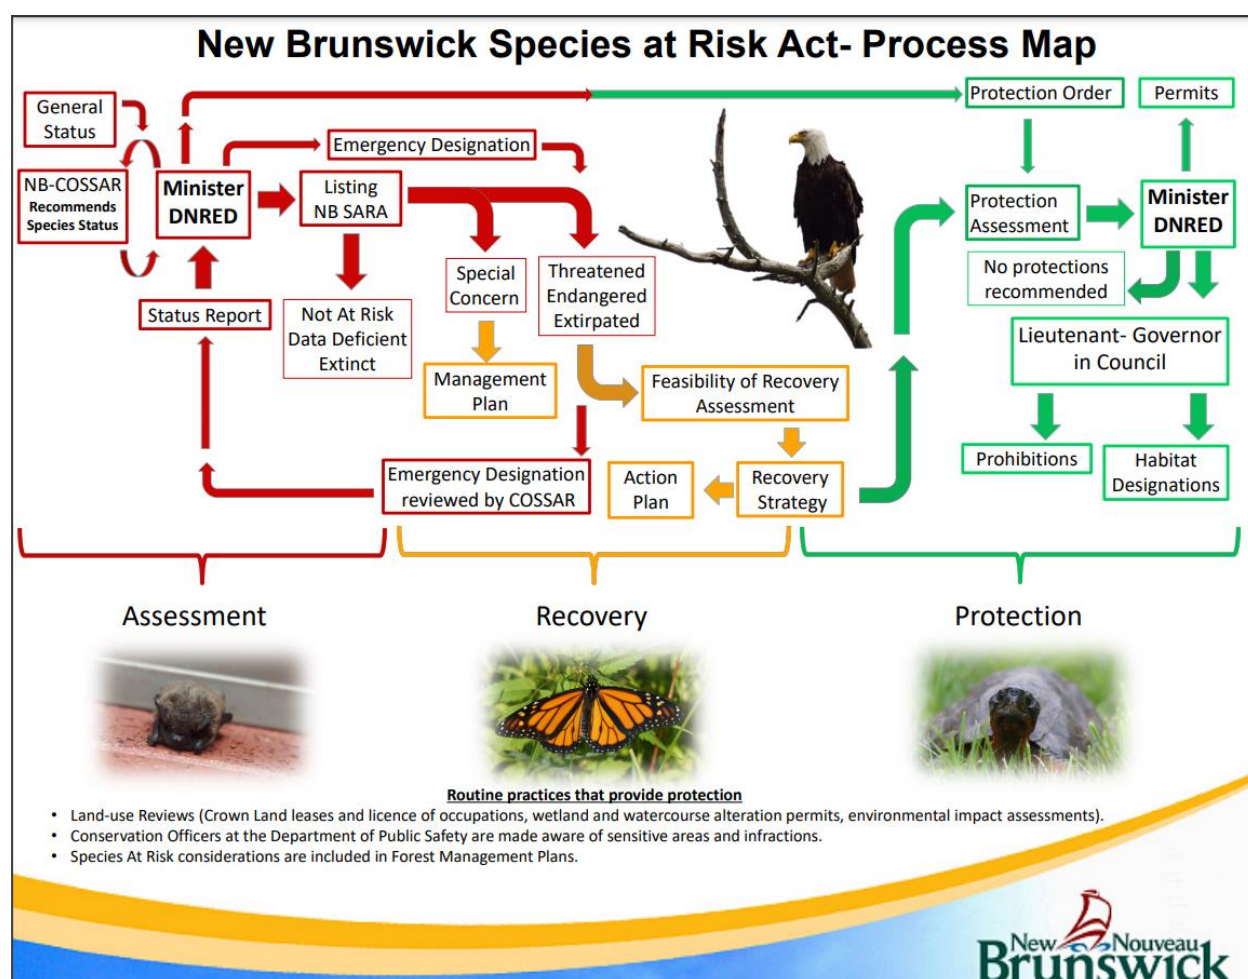 New Brunswick Species at Risk Act- Process Map
General
Status
NB-COSSAR
Recommends
Species Status
Minister
DNRED
Status Report
Emergency Designation
Listing
NB SARA
Not At Risk
Data Deficient
Extinct
Special
Concern
Threatened
Endangered
Extirpated
Management
Plan
Feasibility of Recovery
Assessment
Emergency Designation
reviewed by COSSAR
Action
Plan
Recovery
Strategy
Protection Order
Permits
Protection
Assessment
Minister
DNRED
No protections
recommended
Lieutenant- Governor
in Council
Prohibitions
Habitat
Designations
Assessment
Recovery
Protection
Routine practices that provide protection
• Land-use Reviews (Crown Land leases and licence of occupations, wetland and watercourse alteration permits, environmental impact assessments).
• Conservation Officers at the Department of Public Safety are made aware of sensitive areas and infractions.
• Species At Risk considerations are included in Forest Management Plans.
New Nouveau
Brunswick